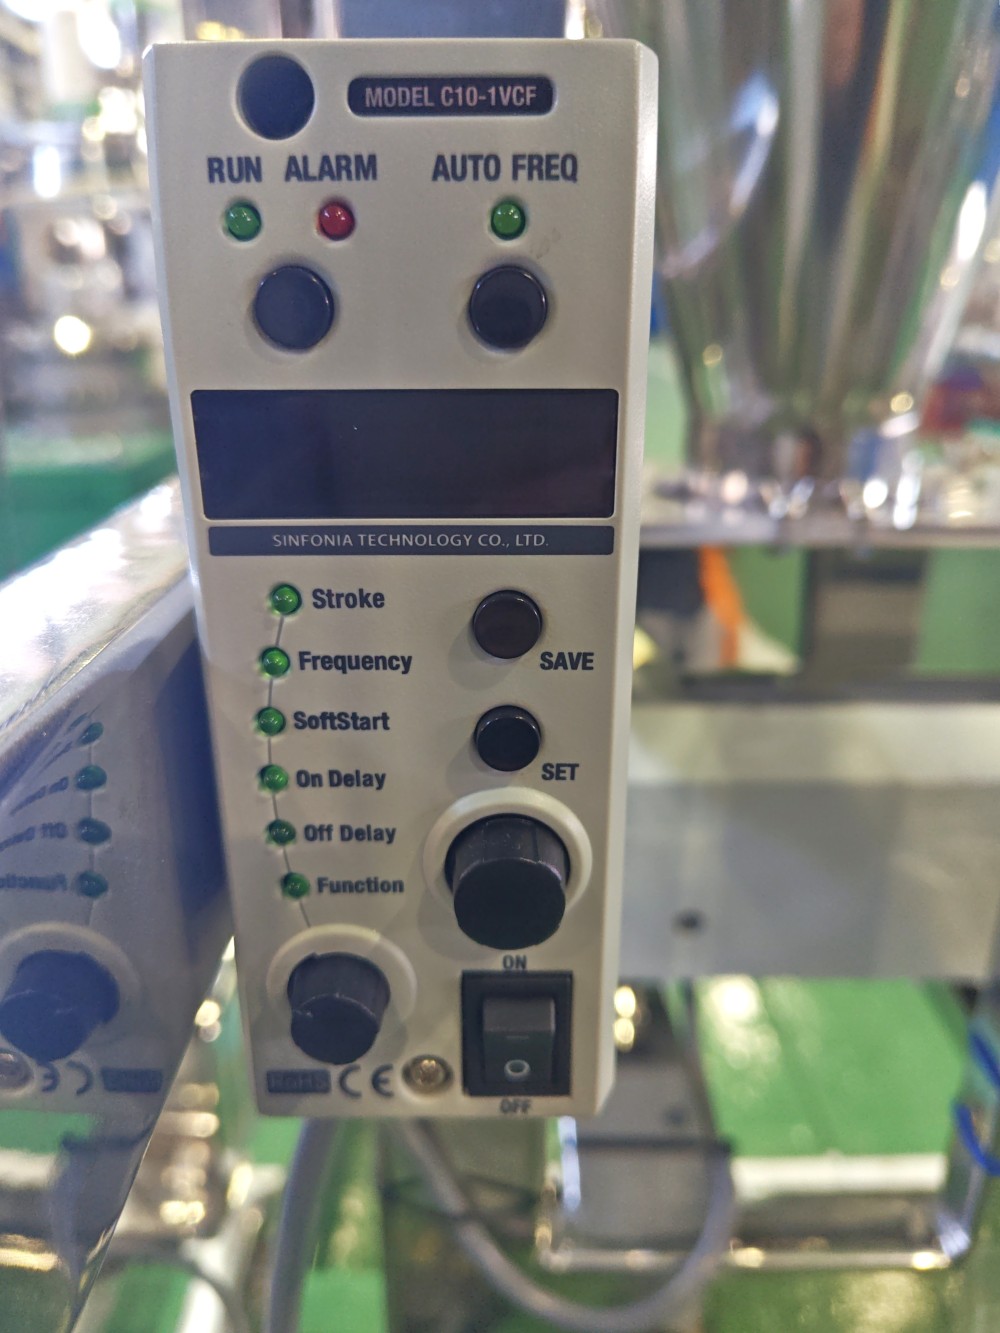 MODEL C10-1VCF
RUN ALARM AUTO FREQ
SINFONIA TECHNOLOGY CO., LTD.
Stroke
Frequency
SAVE
SoftStart
SET
On Delay
Off Delay
Function
ON
RoHS CE
OFF